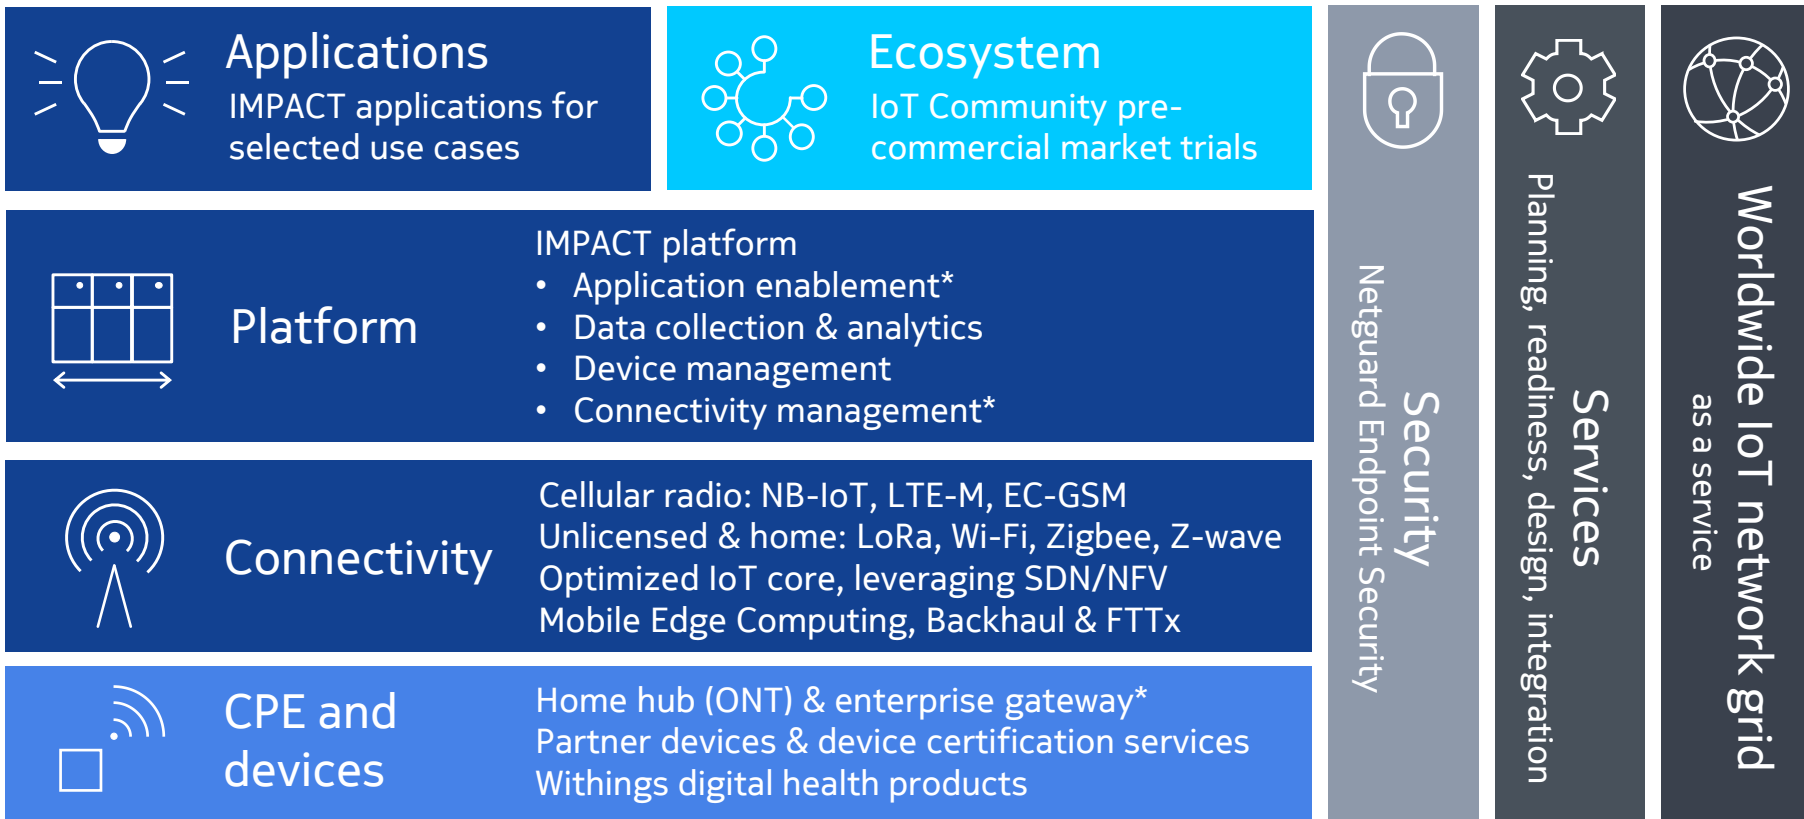 Applications
IMPACT applications for
selected use cases
Ecosystem
IoT Community pre-
commercial market trials
Platform
IMPACT platform
• Application enablement*
• Data collection & analytics
• Device management
• Connectivity management*
Connectivity
Cellular radio: NB-IoT, LTE-M, EC-GSM
Unlicensed & home: LoRa, Wi-Fi, Zigbee, Z-wave
Optimized IoT core, leveraging SDN/NFV
Mobile Edge Computing, Backhaul & FTTx
CPE and
devices
Home hub (ONT) & enterprise gateway*
Partner devices & device certification services
Withings digital health products
Security
Netguard Endpoint Security
Services
Planning, readiness, design, integration
Worldwide IoT network grid
as a service